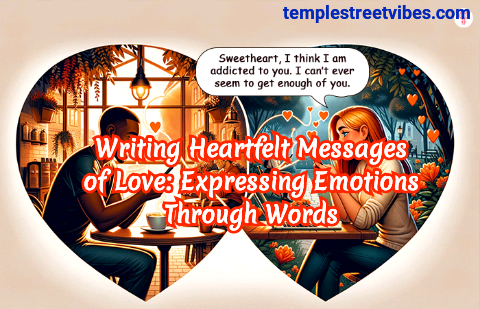 templestreetvibes.com
Sweetheart, I think I am
addicted to you. I can't ever
seem to get enough of you.
Writing Heartfelt Messages
of Love: Expressing Emotions
Through Words